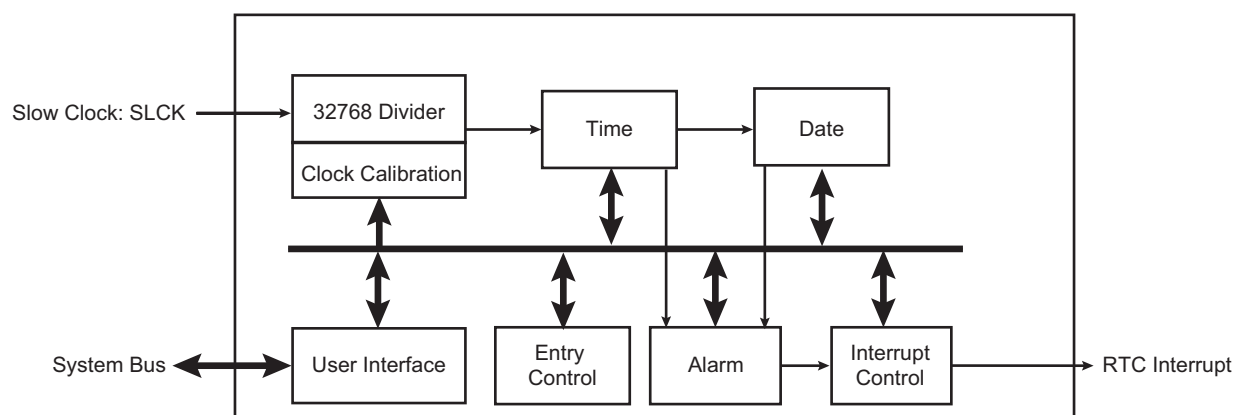 Slow Clock: SLCK
32768 Divider
Clock Calibration
Time
Date
System Bus
User Interface
Entry
Control
Alarm
Interrupt
Control
RTC Interrupt